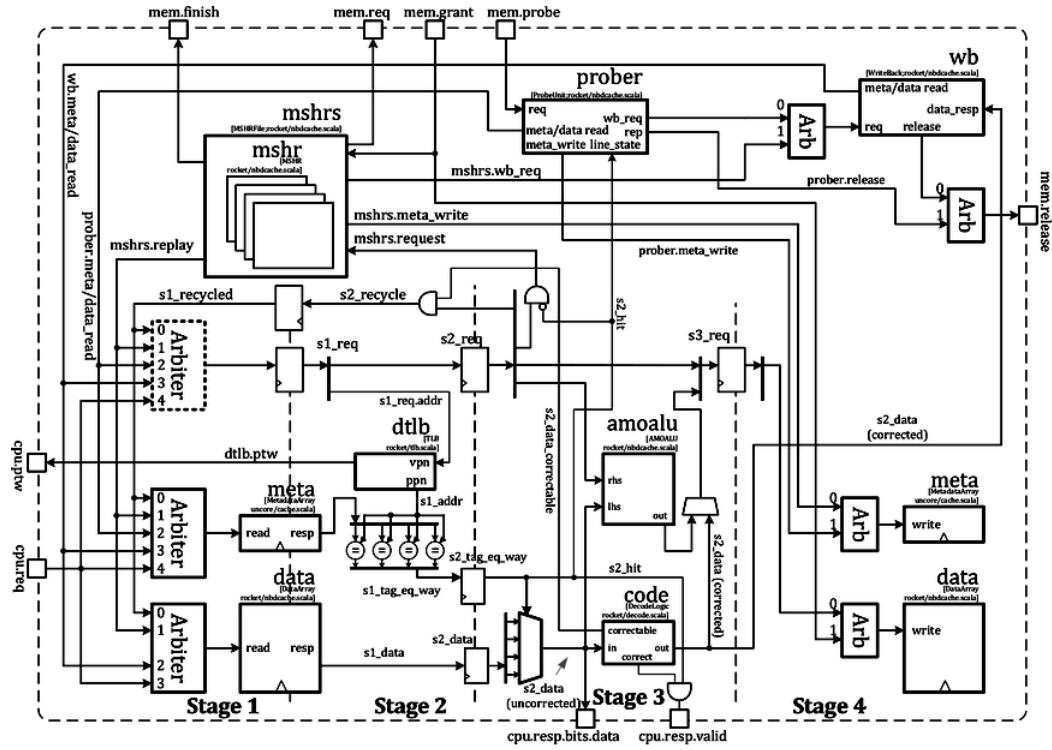 mem.finish
mem.req
mem.grant
mem.probe
wb
[WriteBack;rocket/nbdcache.scala]
meta/data read
data_resp
req
release
prober
[ProbeUnit;rocket/nbdcache.scala]
req
wb_req
meta/data read
rep
meta_write
line_state
0
1
Arb
mshrs
[MSHRFile;rocket/nbdcache.scala]
mshr
[MSHR
rocket/nbdcache.scala]
wb.meta/data_read
prober.meta/data_read
mshrs.wb_req
prober.release
0
1
Arb
mem.release
mshrs.meta_write
mshrs.request
mshrs.replay
prober.meta_write
s1_recycled
s2_recycle
s2_hit
0
1
2
3
4
Arbiter
s1_req
s2_req
s3_req
s1_req.addr
s2_data_correctable
cpu.ptw
dtlb.ptw
dtlb
[TLB
rocket/tlb.scala]
vpn
ppn
s1_addr
amoalu
[AMOALU
rocket/nbdcache.scala]
rhs
lhs
out
s2_data
(corrected)
cpu.req
0
1
2
3
4
Arbiter
meta
[MetadataArray
uncore/cache.scala]
read
resp
=
=
=
=
s2_tag_eq_way
s1_tag_eq_way
s2_hit
s2_data (corrected)
0
1
Arb
meta
[MetadataArray
uncore/cache.scala]
write
0
1
2
3
Arbiter
data
[DataArray
rocket/nbdcache.scala]
read
resp
s1_data
s2_data
code
[DecodeLogic
rocket/decode.scala]
correctable
in
out
correct
s2_data
(uncorrected)
0
1
Arb
data
[DataArray
rocket/nbdcache.scala]
write
Stage 1
Stage 2
Stage 3
Stage 4
cpu.resp.bits.data
cpu.resp.valid